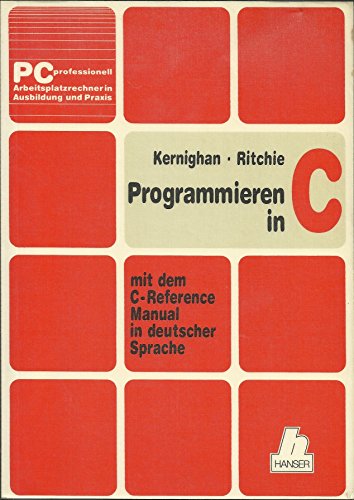 PC professionell
Arbeitsplatzrechner in
Ausbildung und Praxis
Kernighan · Ritchie
Programmieren
in C
mit dem
C-Reference
Manual
in deutscher
Sprache
h
HANSER